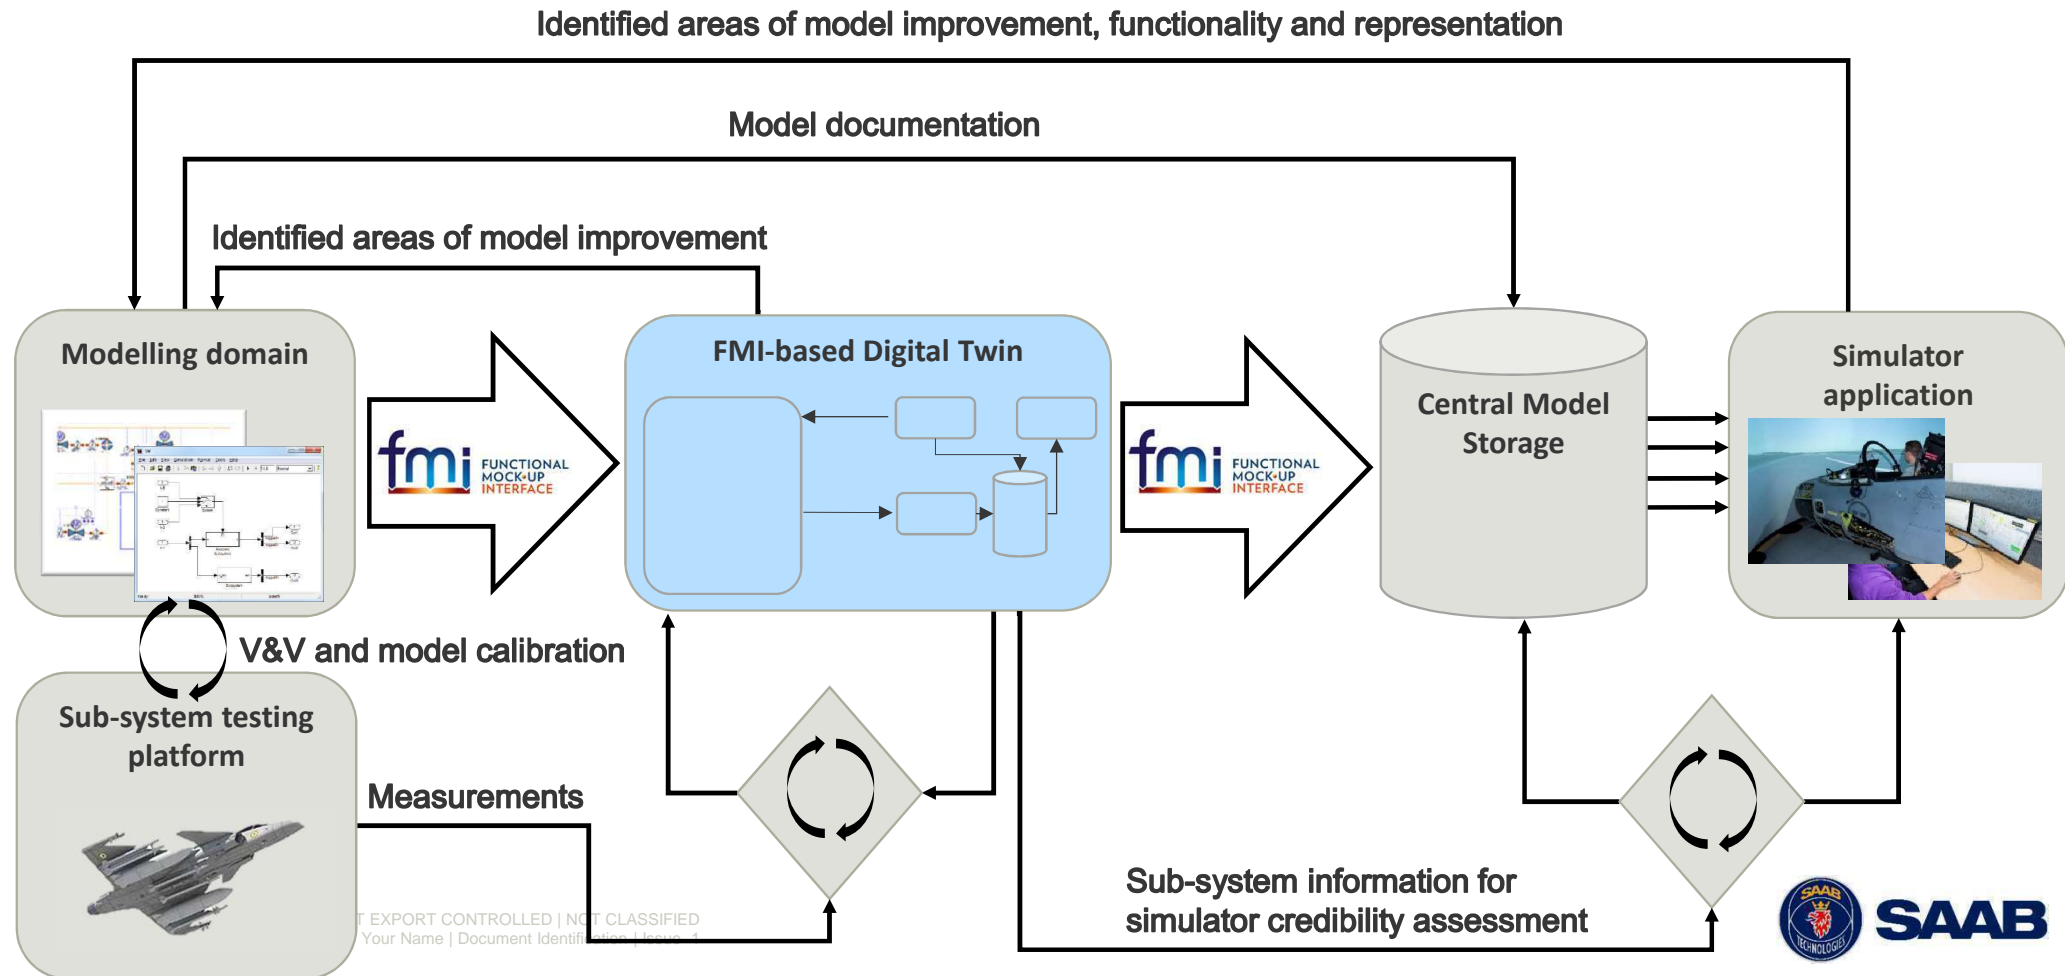 Identified areas of model improvement, functionality and representation
Model documentation
Identified areas of model improvement
Modelling domain
FMI-based Digital Twin
Central Model
Storage
Simulator
application
fmi
FUNCTIONAL
MOCK-UP
INTERFACE
fmi
FUNCTIONAL
MOCK-UP
INTERFACE
V&V and model calibration
Sub-system testing
platform
Measurements
Sub-system information for
simulator credibility assessment
T EXPORT CONTROLLED | NOT CLASSIFIED
Your Name | Document Identification | Issue 1
SAAB
TECHNOLOGIES
SAAB